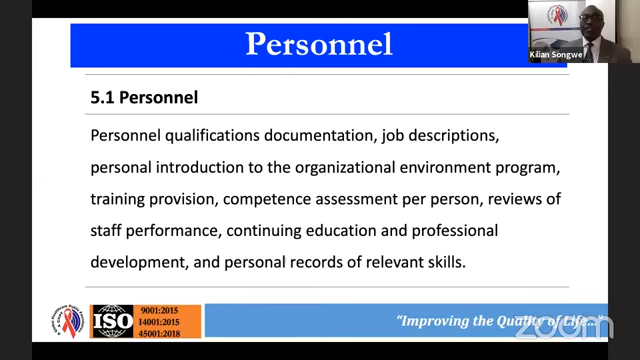 Personnel
Kilian Songwe
5.1 Personnel
Personnel qualifications documentation, job descriptions,
personal introduction to the organizational environment program,
training provision, competence assessment per person, reviews of
staff performance, continuing education and professional
development, and personal records of relevant skills.
ISO
9001:2015
14001:2015
45001:2018
"Improving the Quality of Life..."
zoom